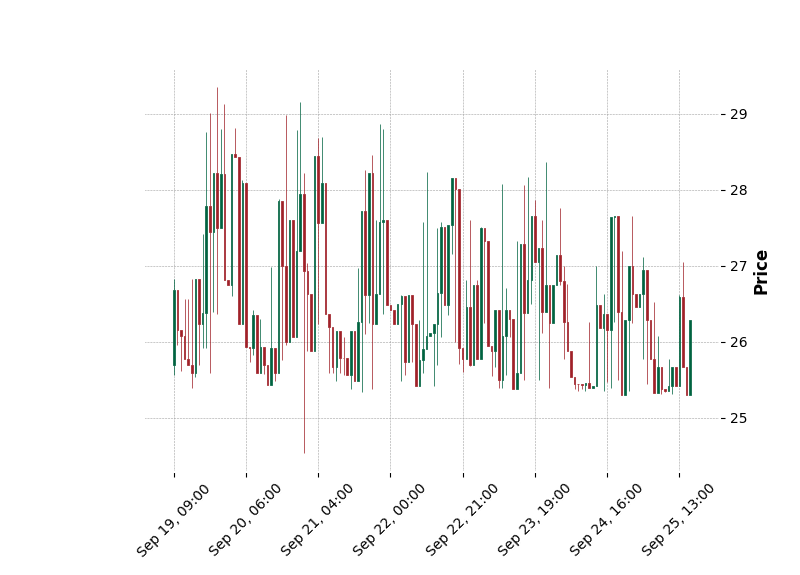 29
28
27
26
25
Price
Sep 19, 09:00
Sep 20, 06:00
Sep 21, 04:00
Sep 22, 00:00
Sep 22, 21:00
Sep 23, 19:00
Sep 24, 16:00
Sep 25, 13:00